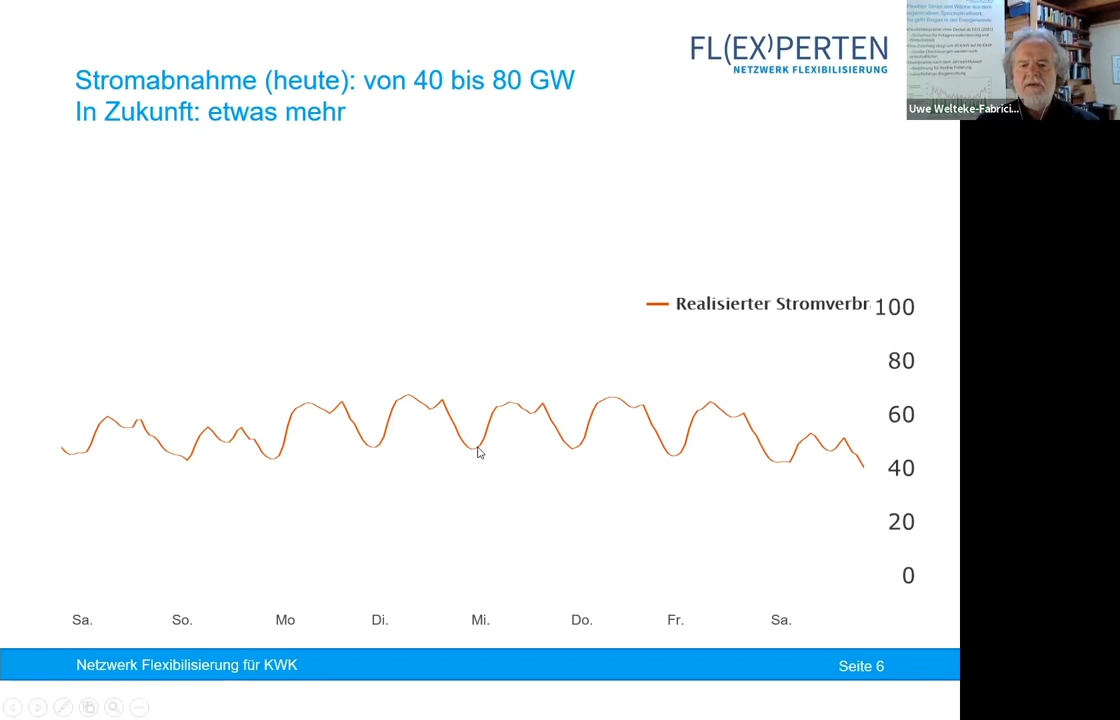 FL(EX)PERTEN
NETZWERK FLEXIBILISIERUNG
Stromabnahme (heute): von 40 bis 80 GW
In Zukunft: etwas mehr
Uwe Welteke-Fabrici...
Realisierter Stromverbr
100
80
60
40
20
0
Sa.
So.
Mo
Di.
Mi.
Do.
Fr.
Sa.
Netzwerk Flexibilisierung für KWK
Seite 6